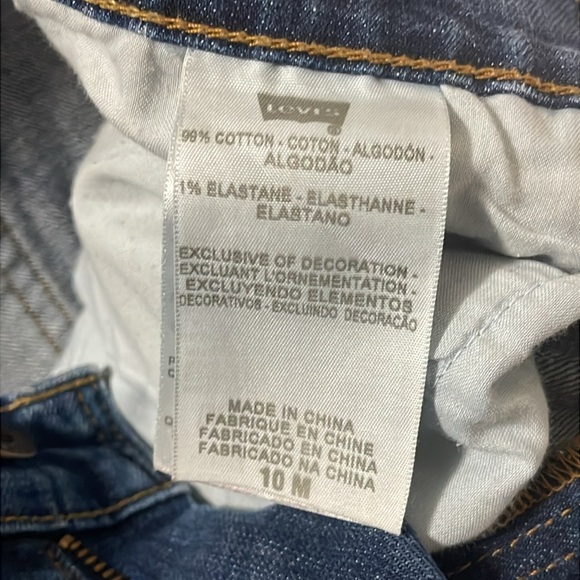 Levi's
®
99% COTTON - COTON - ALGODÓN -
ALGODÃO
1% ELASTANE - ELASTHANNE -
ELASTANO
EXCLUSIVE OF DECORATION -
EXCLUANT L'ORNEMENTATION -
EXCLUYENDO ELEMENTOS
DECORATIVOS - EXCLUINDO DECORAÇÃO
MADE IN CHINA
FABRIQUE EN CHINE
FABRICADO EN CHINA
FABRICADO NA CHINA
10 M